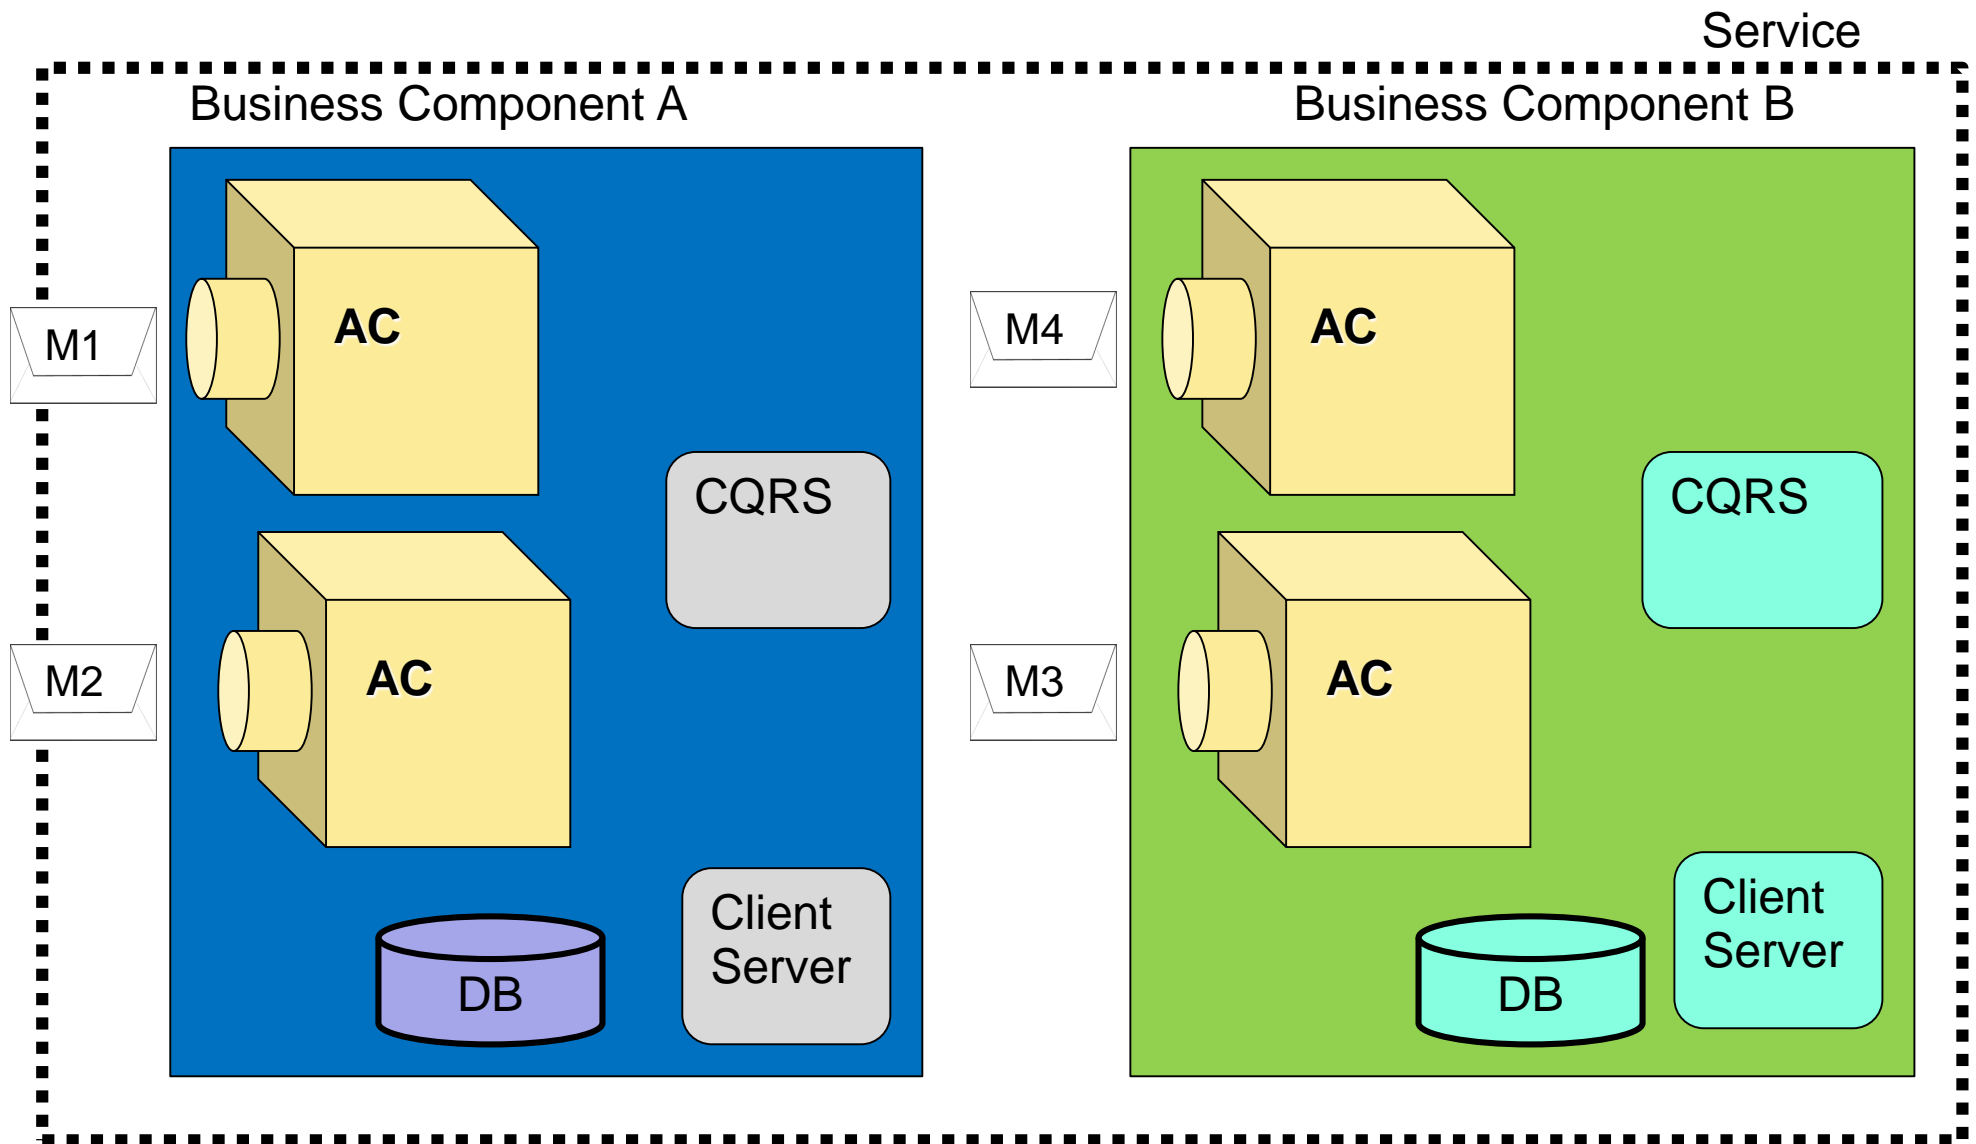 Service
Business Component A
Business Component B
AC
AC
M1
M4
CQRS
CQRS
AC
AC
M2
M3
Client
Server
Client
Server
DB
DB